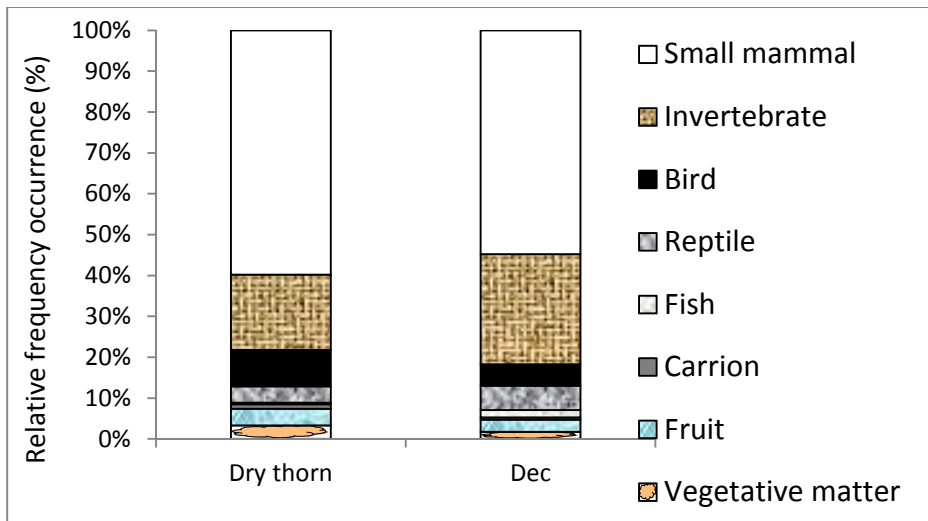 Relative frequency occurrence (%)
100%
90%
80%
70%
60%
50%
40%
30%
20%
10%
0%
Dry thorn
Dec
Small mammal
Invertebrate
Bird
Reptile
Fish
Carrion
Fruit
Vegetative matter